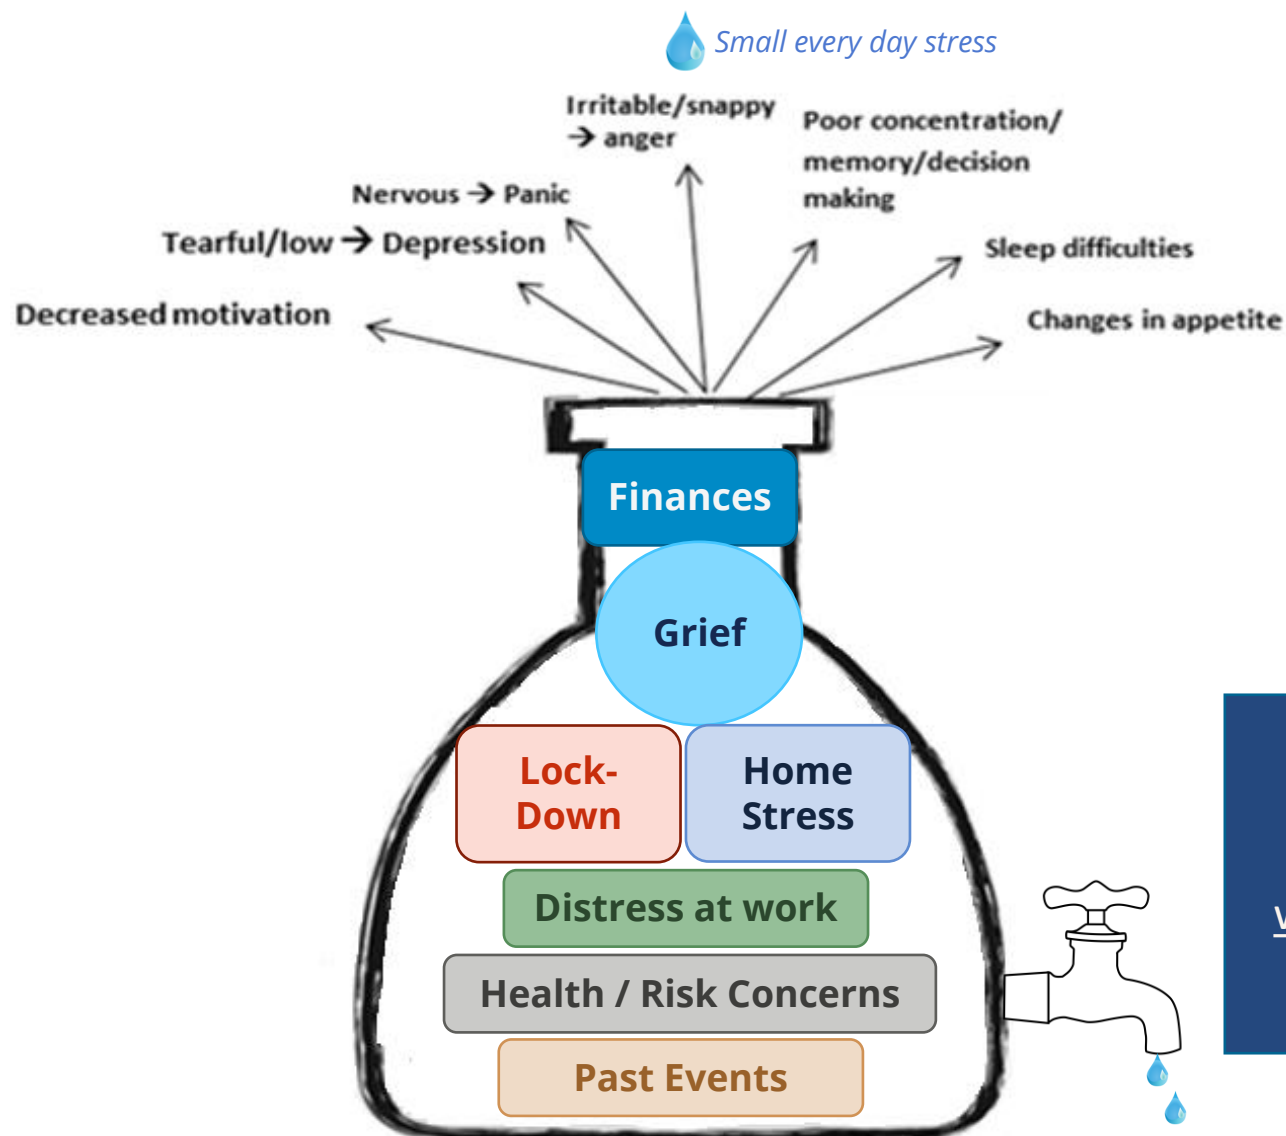 Small every day stress
Irritable/snappy
→ anger
Poor concentration/
memory/decision
making
Nervous → Panic
Tearful/low → Depression
Sleep difficulties
Decreased motivation
Changes in appetite
Finances
Grief
Lock-
Down
Home
Stress
Distress at work
Health / Risk Concerns
Past Events